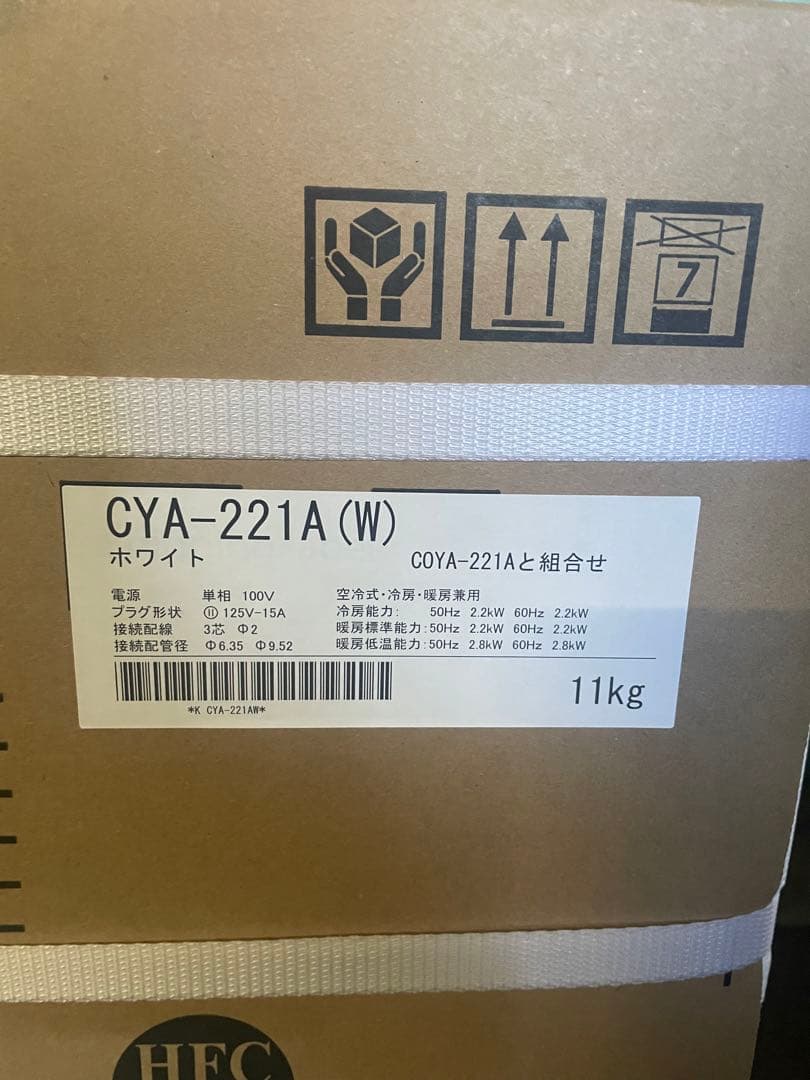 7
CYA-221A(W)
ホワイト COYA-221Aと組合せ
電源 単相 100V 空冷式・冷房・暖房兼用
プラグ形状 ⑪ 125V-15A 冷房能力: 50Hz 2.2kW 60Hz 2.2kW
接続配線 3芯 Φ2 暖房標準能力:50Hz 2.2kW 60Hz 2.2kW
接続配管径 Φ6.35 Φ9.52 暖房低温能力:50Hz 2.8kW 60Hz 2.8kW
11kg
*K CYA-221AW*
HFC